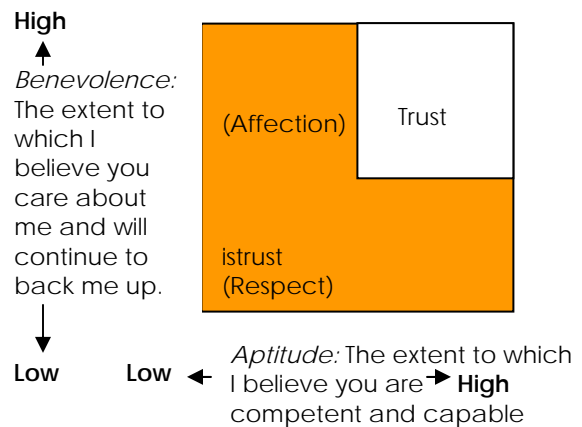 High
Benevolence:
The extent to
which I
believe you
care about
me and will
continue to
back me up.
Low
(Affection)
Trust
istrust
(Respect)
Low
Aptitude: The extent to which
I believe you are High
competent and capable